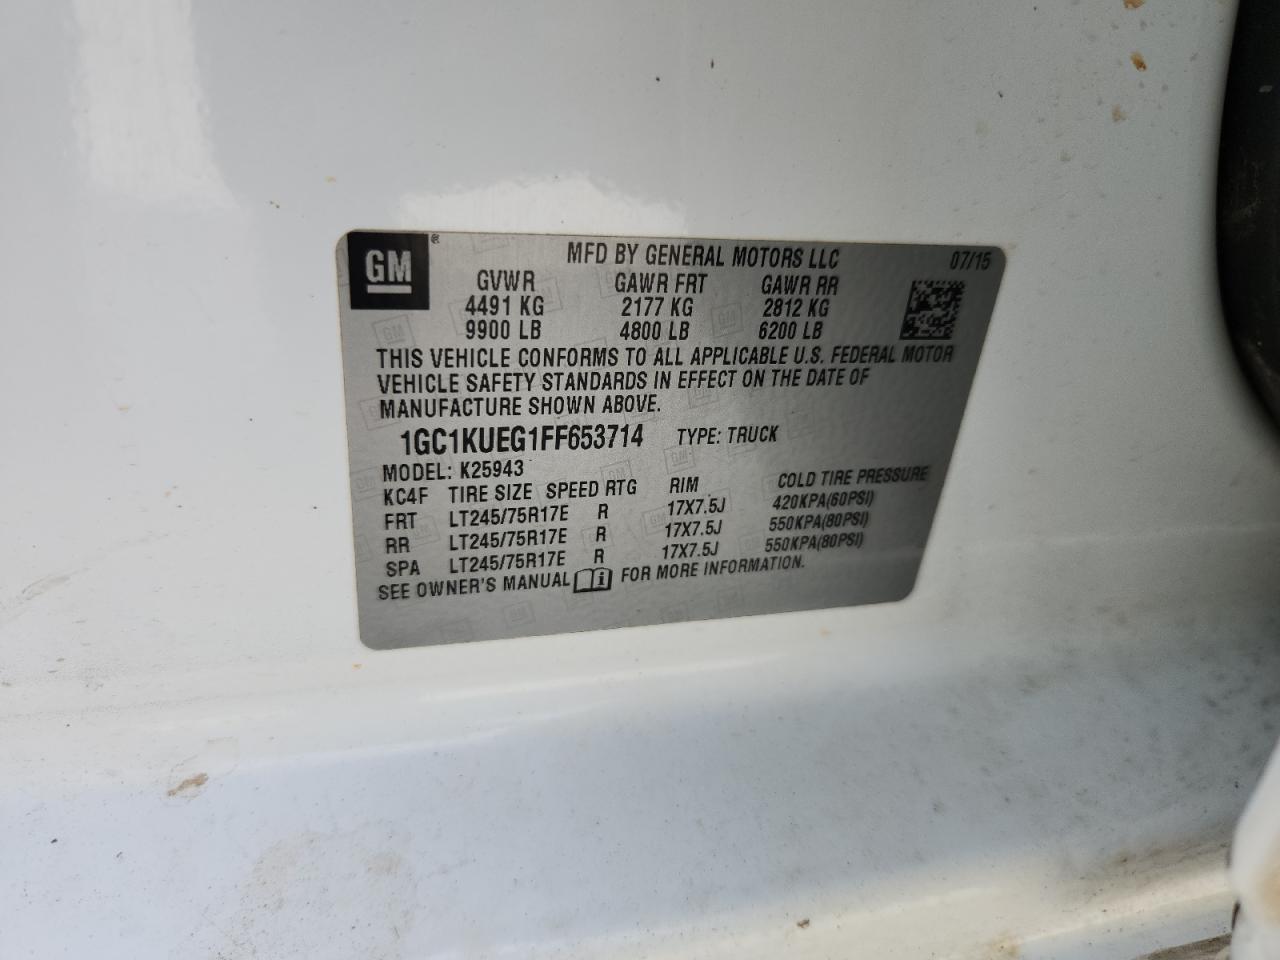 GM ® MFD BY GENERAL MOTORS LLC 07/15
GVWR GAWR FRT GAWR RR
4491 KG 2177 KG 2812 KG
9900 LB 4800 LB 6200 LB
THIS VEHICLE CONFORMS TO ALL APPLICABLE U.S. FEDERAL MOTOR
VEHICLE SAFETY STANDARDS IN EFFECT ON THE DATE OF
MANUFACTURE SHOWN ABOVE.
1GC1KUEG1FF653714 TYPE: TRUCK
MODEL: K25943
KC4F TIRE SIZE SPEED RTG RIM COLD TIRE PRESSURE
FRT LT245/75R17E R 17X7.5J 420KPA(60PSI)
RR LT245/75R17E R 17X7.5J 550KPA(80PSI)
SPA LT245/75R17E R 17X7.5J 550KPA(80PSI)
SEE OWNER'S MANUAL FOR MORE INFORMATION.